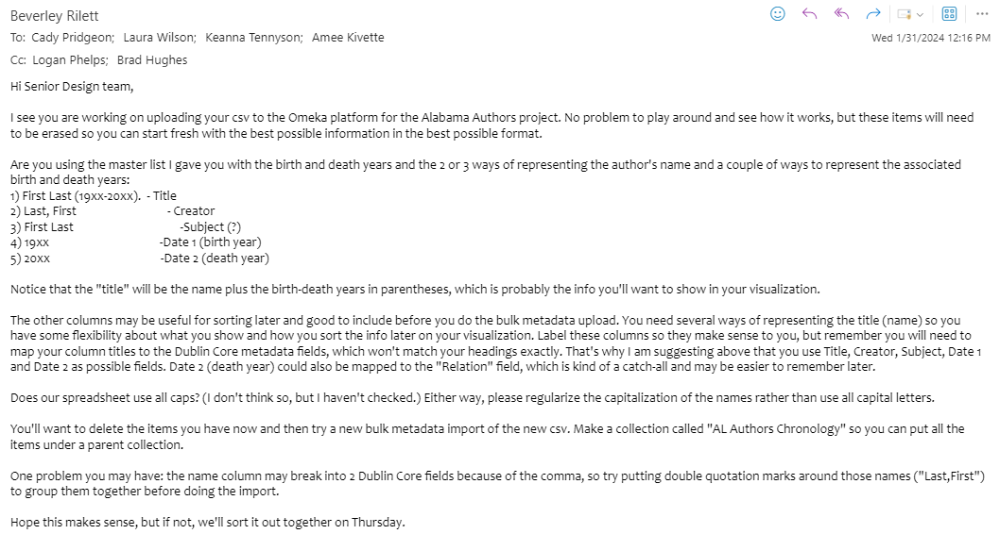 Beverley Rilett
To: Cady Pridgeon; Laura Wilson; Keanna Tennyson; Amee Kivette
Wed 1/31/2024 12:16 PM
Cc: Logan Phelps; Brad Hughes
Hi Senior Design team,
I see you are working on uploading your csv to the Omeka platform for the Alabama Authors project. No problem to play around and see how it works, but these items will need
to be erased so you can start fresh with the best possible information in the best possible format.
Are you using the master list I gave you with the birth and death years and the 2 or 3 ways of representing the author's name and a couple of ways to represent the associated
birth and death years:
1) First Last (19xx-20xx). - Title
2) Last, First - Creator
3) First Last -Subject (?)
4) 19xx -Date 1 (birth year)
5) 20xx -Date 2 (death year)
Notice that the "title" will be the name plus the birth-death years in parentheses, which is probably the info you'll want to show in your visualization.
The other columns may be useful for sorting later and good to include before you do the bulk metadata upload. You need several ways of representing the title (name) so you
have some flexibility about what you show and how you sort the info later on your visualization. Label these columns so they make sense to you, but remember you will need to
map your column titles to the Dublin Core metadata fields, which won't match your headings exactly. That's why I am suggesting above that you use Title, Creator, Subject, Date 1
and Date 2 as possible fields. Date 2 (death year) could also be mapped to the "Relation" field, which is kind of a catch-all and may be easier to remember later.
Does our spreadsheet use all caps? (I don't think so, but I haven't checked.) Either way, please regularize the capitalization of the names rather than use all capital letters.
You'll want to delete the items you have now and then try a new bulk metadata import of the new csv. Make a collection called "AL Authors Chronology" so you can put all the
items under a parent collection.
One problem you may have: the name column may break into 2 Dublin Core fields because of the comma, so try putting double quotation marks around those names ("Last,First")
to group them together before doing the import.
Hope this makes sense, but if not, we'll sort it out together on Thursday.